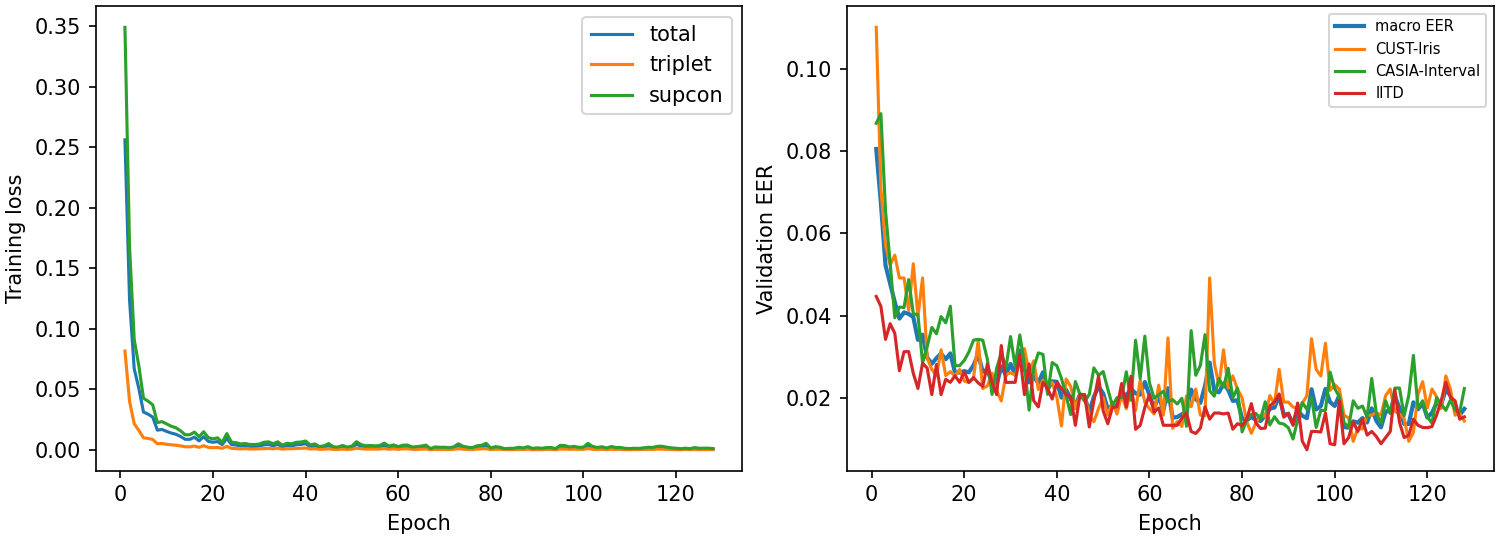 Training loss
0.35
0.30
0.25
0.20
0.15
0.10
0.05
0.00
0 20 40 60 80 100 120
Epoch
total
triplet
supcon
Validation EER
0.10
0.08
0.06
0.04
0.02
0 20 40 60 80 100 120
Epoch
macro EER
CUST-Iris
CASIA-Interval
IITD